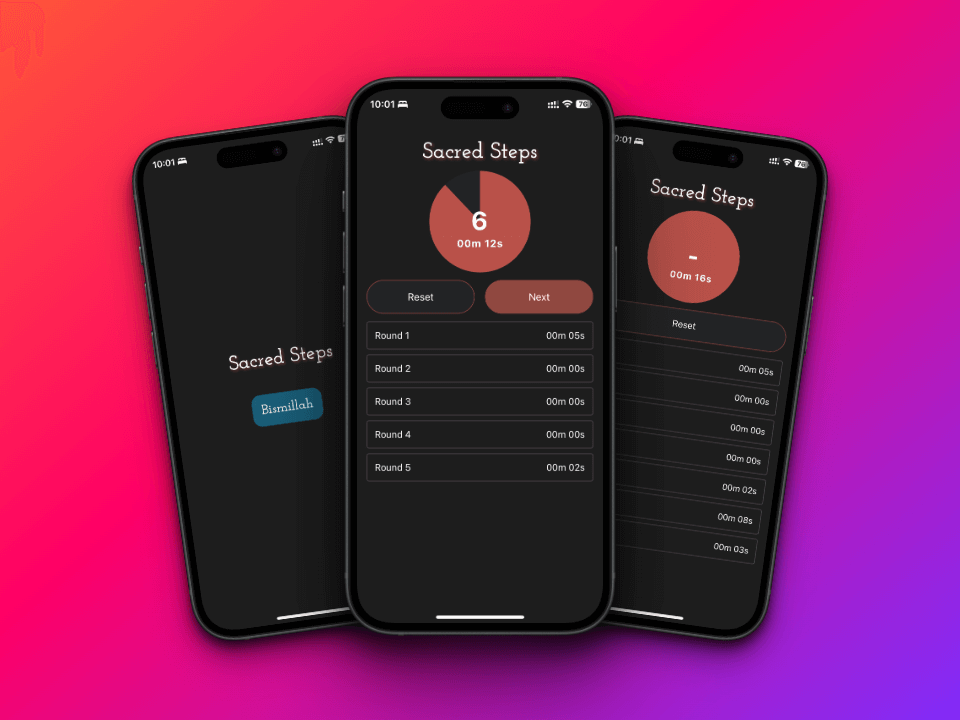 10:01
Sacred Steps
Bismillah
10:01
76
Sacred Steps
6
00m 12s
Reset
Next
Round 1 00m 05s
Round 2 00m 00s
Round 3 00m 00s
Round 4 00m 00s
Round 5 00m 02s
:01
76
Sacred Steps
-
00m 16s
Reset
00m 05s
00m 00s
00m 00s
00m 00s
00m 02s
00m 08s
00m 03s